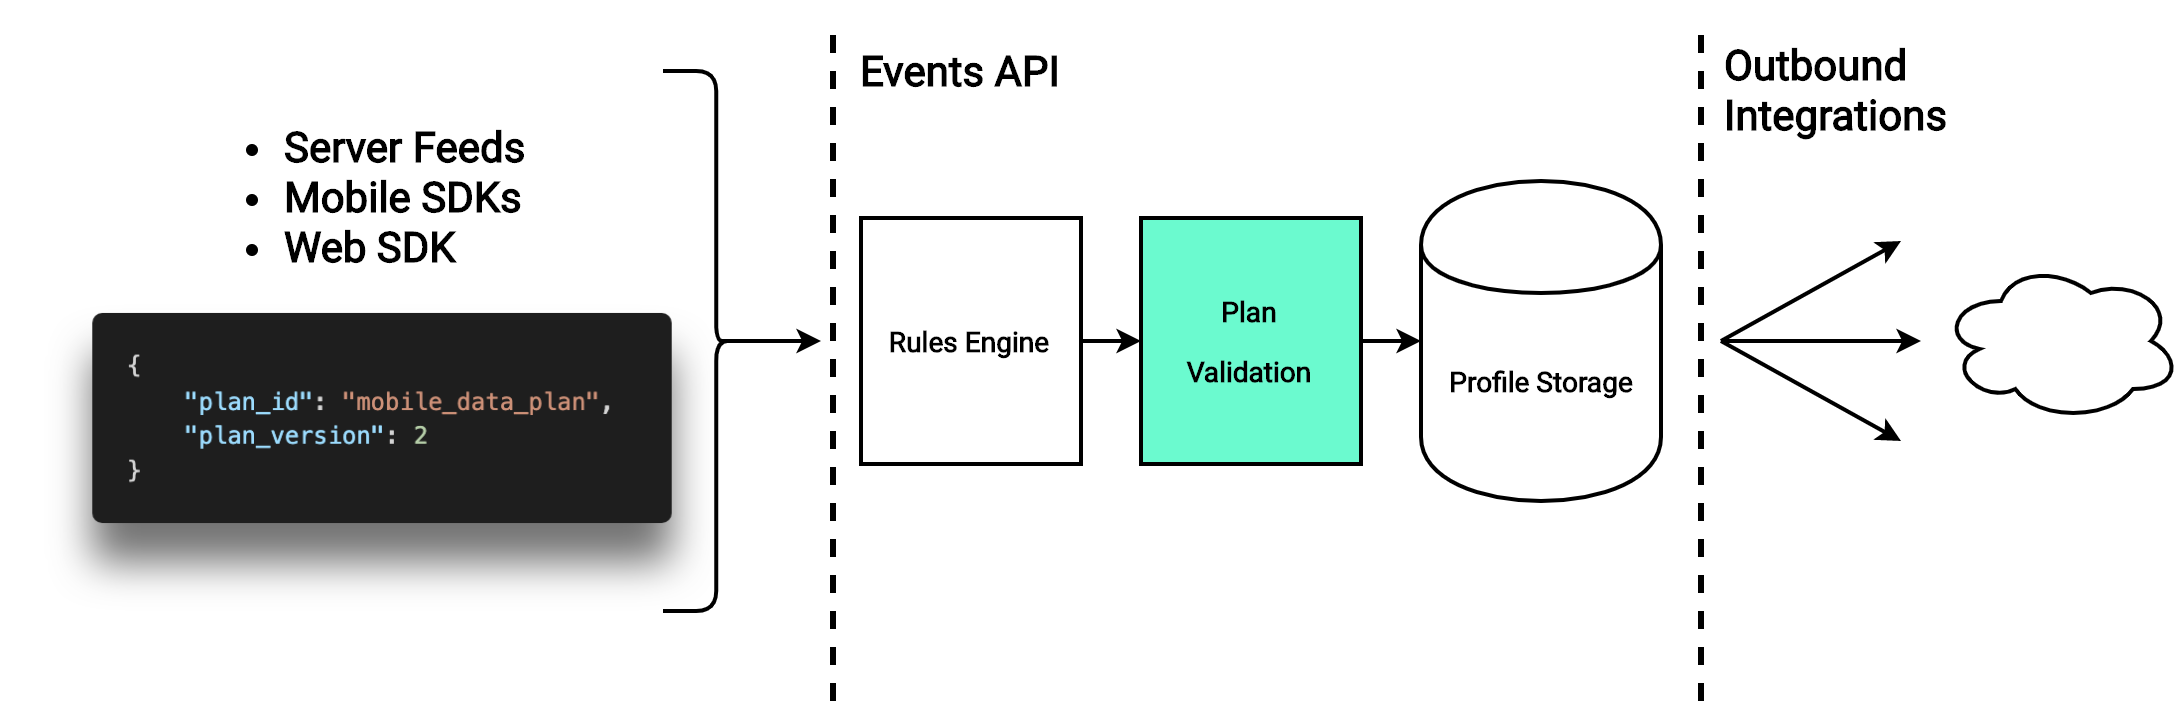 Server Feeds
Mobile SDKs
Web SDK
{
"plan_id": "mobile_data_plan",
"plan_version": 2
}
Events API
Rules Engine
Plan
Validation
Profile Storage
Outbound
Integrations